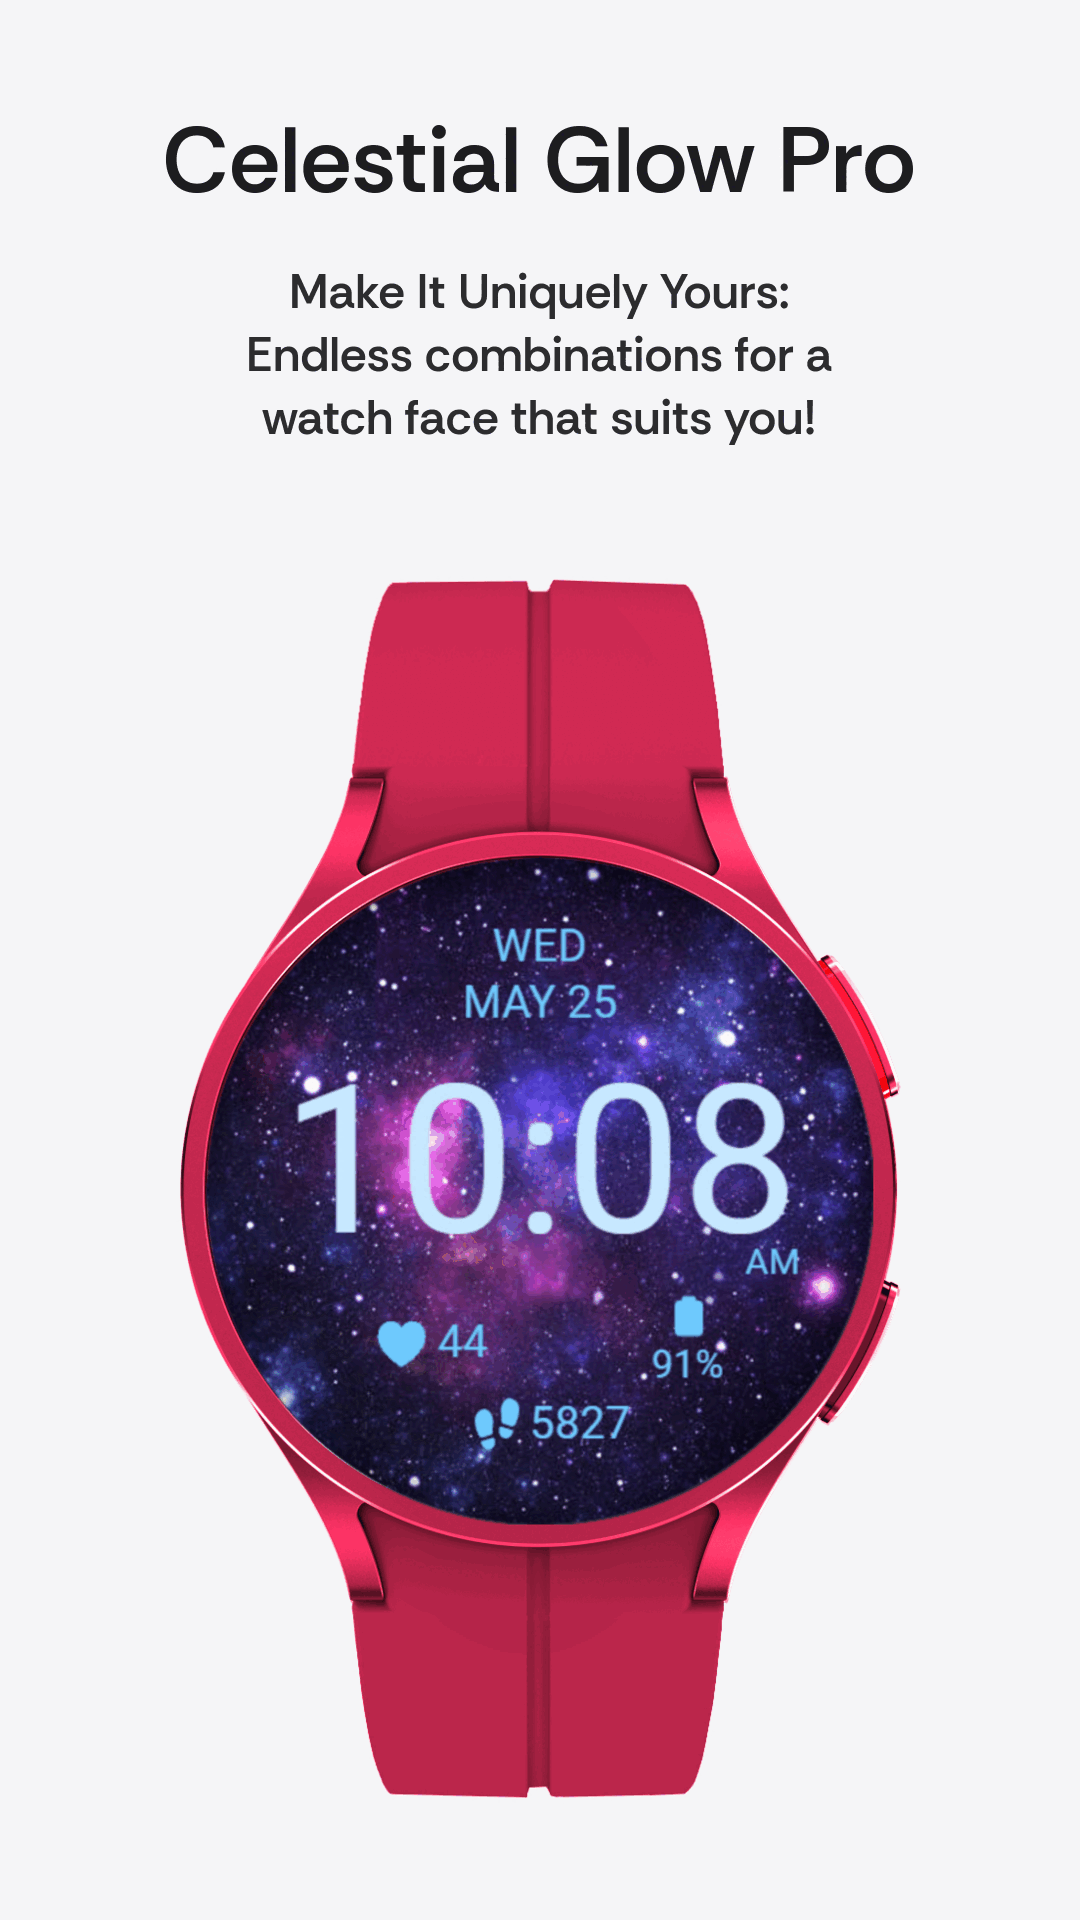 Celestial Glow Pro
Make It Uniquely Yours:
Endless combinations for a
watch face that suits you!
WED
MAY 25
10:08
AM
44
91%
5827